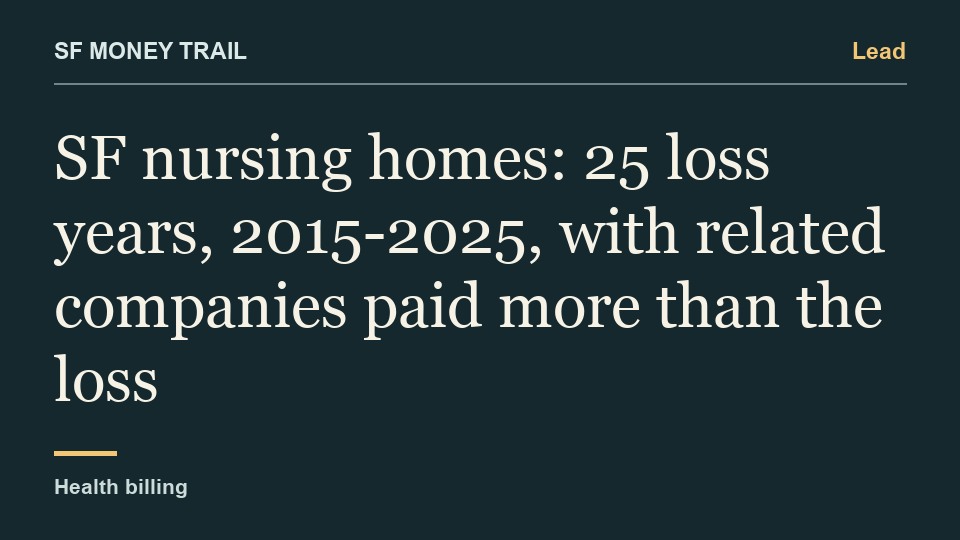 SF MONEY TRAIL
Lead
SF nursing homes: 25 loss
years, 2015-2025, with related
companies paid more than the
loss
Health billing